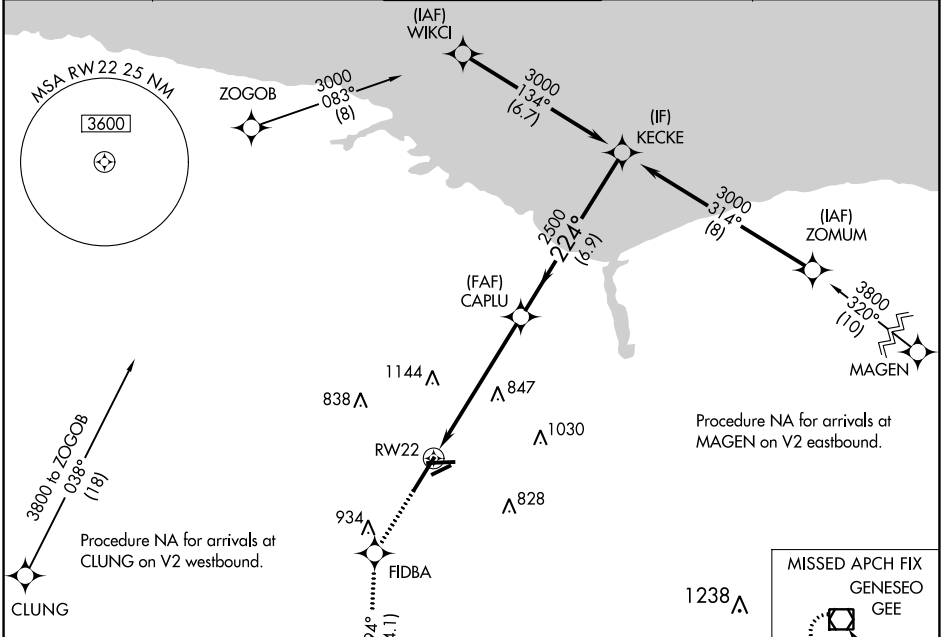 (IAF)
WIKCI
MSA RW22 25 NM
3600
ZOGOB
3000
083°
(8)
3000
134°
(6.7)
(IF)
KECKE
3000
314°
(8)
(IAF)
ZOMUM
3800
320°
(10)
MAGEN
2500
224°
(6.9)
(FAF)
CAPLU
1144
838
847
1030
RW22
828
934
FIDBA
Procedure NA for arrivals at
MAGEN on V2 eastbound.
3800 to ZOGOB
038°
(18)
Procedure NA for arrivals at
CLUNG on V2 westbound.
CLUNG
1238
MISSED APCH FIX
GENESEO
GEE